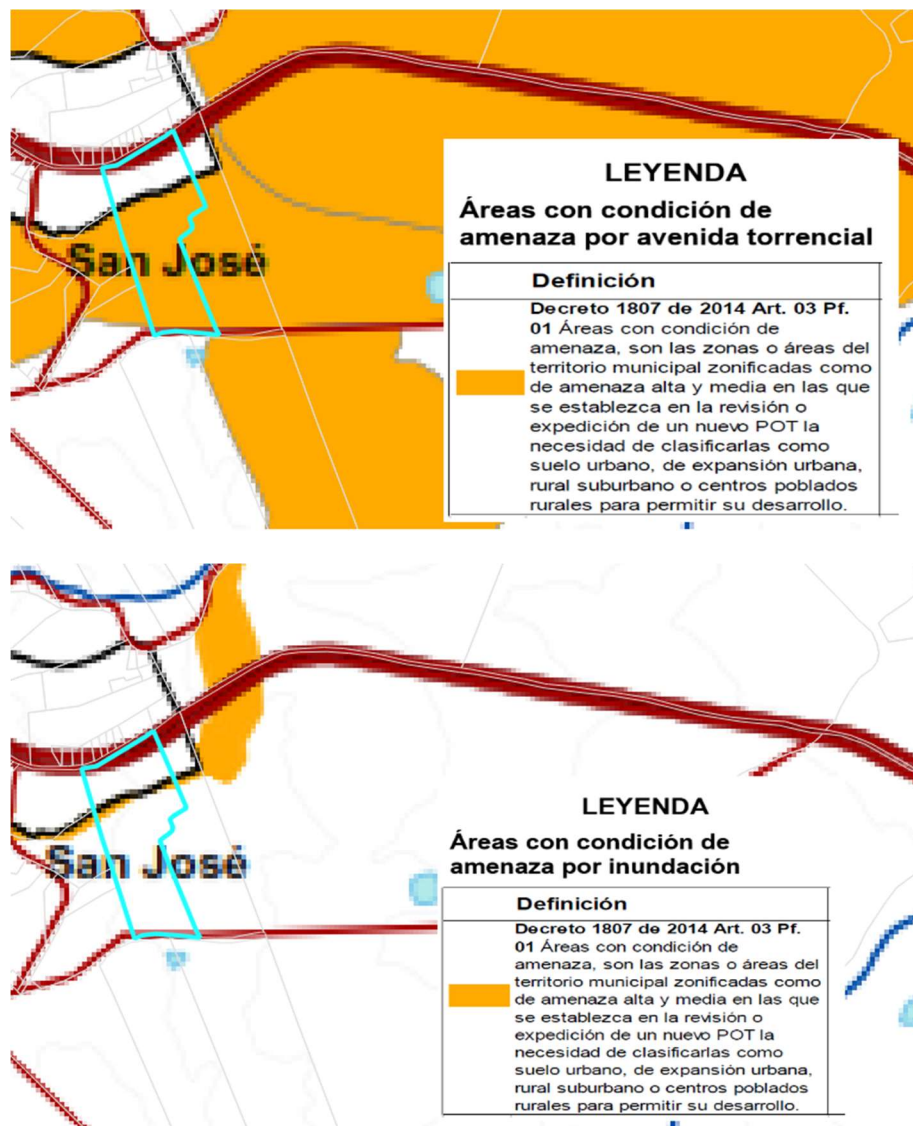 San José
LEYENDA
Áreas con condición de
amenaza por avenida torrencial
Definición
Decreto 1807 de 2014 Art. 03 Pf.
01 Áreas con condición de
amenaza, son las zonas o áreas del
territorio municipal zonificadas como
de amenaza alta y media en las que
se establezca en la revisión o
expedición de un nuevo POT la
necesidad de clasificarlas como
suelo urbano, de expansión urbana,
rural suburbano o centros poblados
rurales para permitir su desarrollo.
San José
LEYENDA
Áreas con condición de
amenaza por inundación
Definición
Decreto 1807 de 2014 Art. 03 Pf.
01 Áreas con condición de
amenaza, son las zonas o áreas del
territorio municipal zonificadas como
de amenaza alta y media en las que
se establezca en la revisión o
expedición de un nuevo POT la
necesidad de clasificarlas como
suelo urbano, de expansión urbana,
rural suburbano o centros poblados
rurales para permitir su desarrollo.